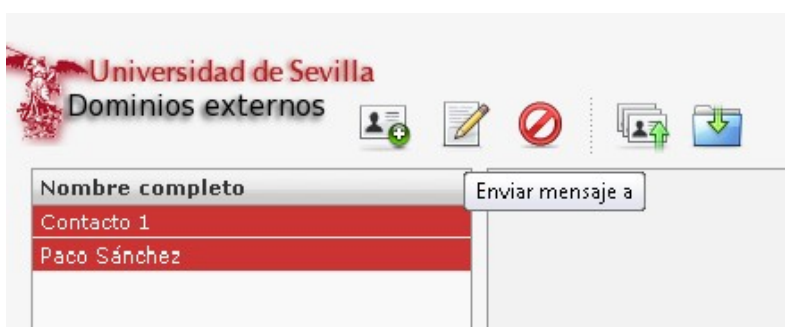 Universidad de Sevilla
Dominios externos
Nombre completo
Enviar mensaje a
Contacto 1
Paco Sánchez